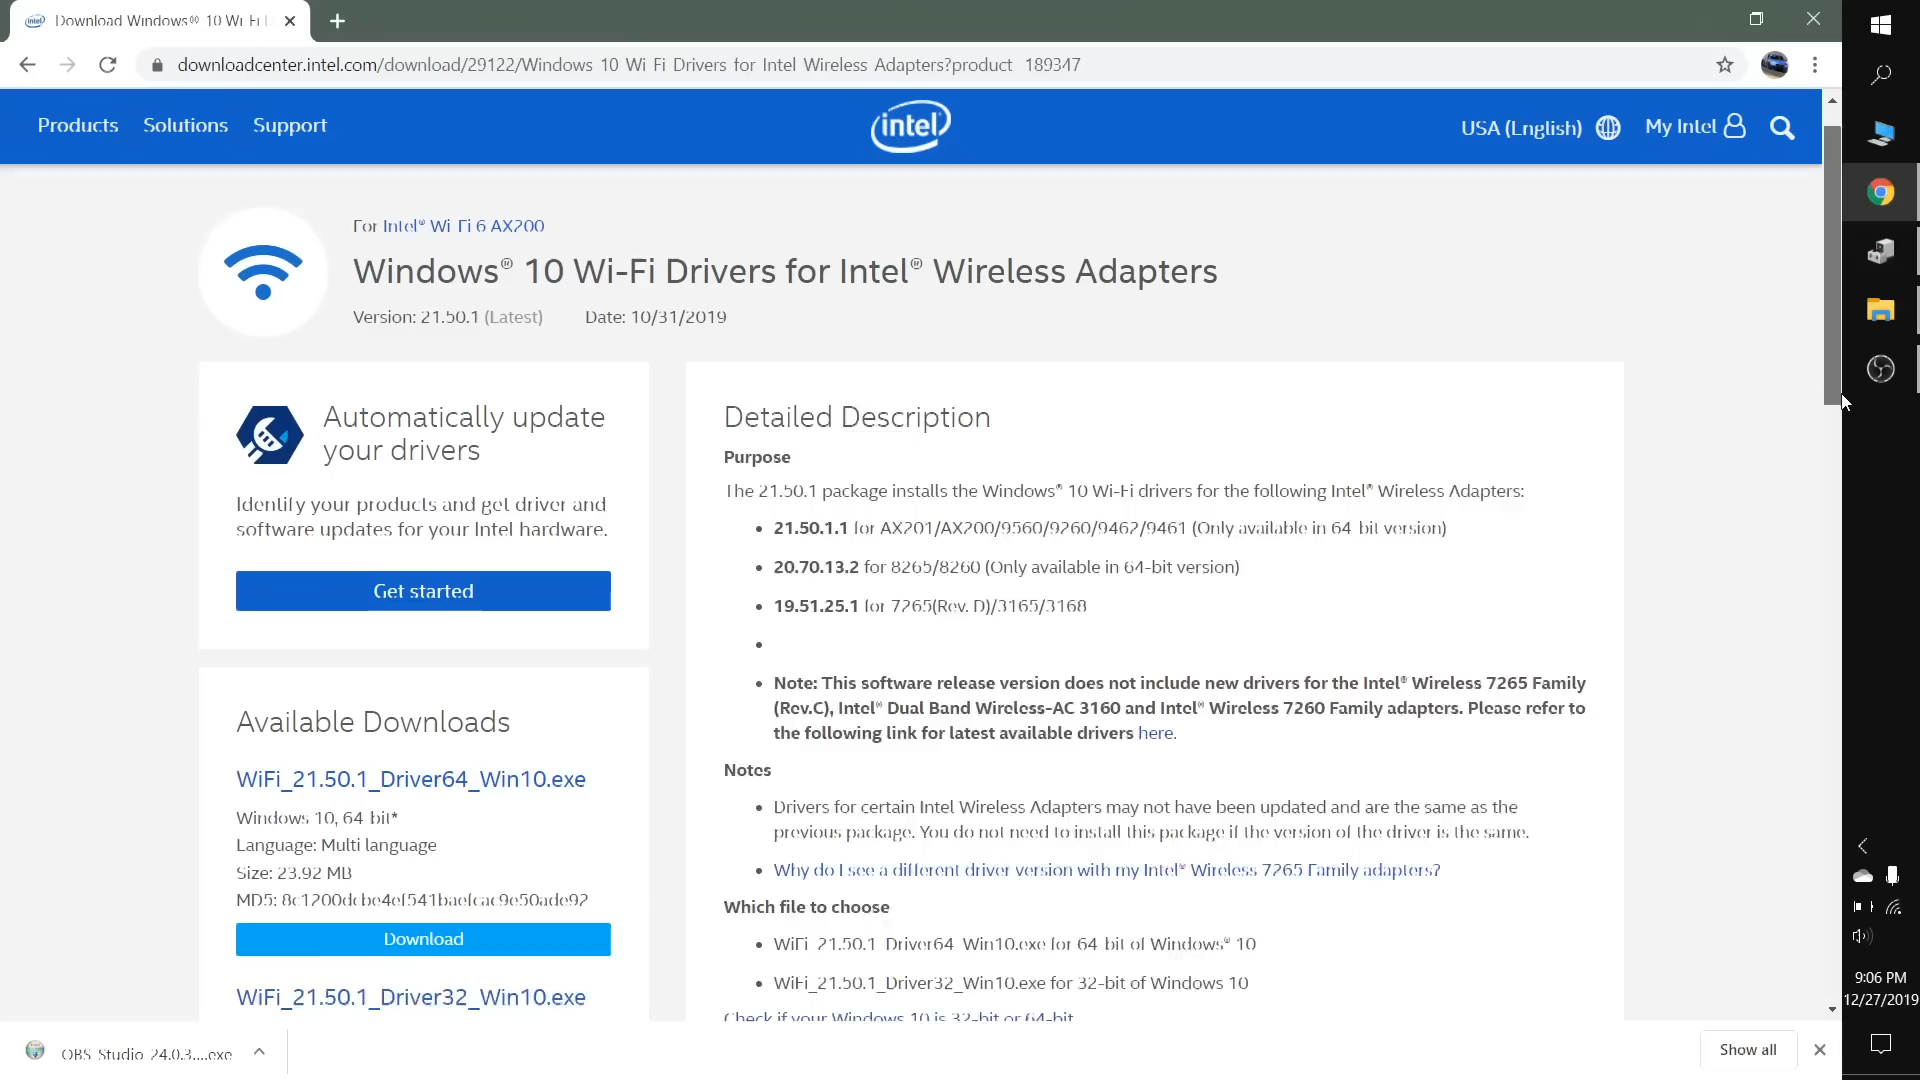 Download Windows® 10 Wi Fi D
downloadcenter.intel.com/download/29122/Windows 10 Wi Fi Drivers for Intel Wireless Adapters?product 189347
Products Solutions Support
intel
USA (English) My Intel
For Intel® Wi Fi 6 AX200
Windows® 10 Wi-Fi Drivers for Intel® Wireless Adapters
Version: 21.50.1 (Latest) Date: 10/31/2019
Automatically update
your drivers
Identify your products and get driver and
software updates for your Intel hardware.
Get started
Available Downloads
WiFi_21.50.1_Driver64_Win10.exe
Windows 10, 64 bit*
Language: Multi language
Size: 23.92 MB
MD5: 8c1200dcbe4ef541baefcac9e50ade92
Download
WiFi_21.50.1_Driver32_Win10.exe
Detailed Description
Purpose
The 21.50.1 package installs the Windows® 10 Wi-Fi drivers for the following Intel® Wireless Adapters:
• 21.50.1.1 for AX201/AX200/9560/9260/9462/9461 (Only available in 64 bit version)
• 20.70.13.2 for 8265/8260 (Only available in 64-bit version)
• 19.51.25.1 for 7265(Rev. D)/3165/3168
•
• Note: This software release version does not include new drivers for the Intel® Wireless 7265 Family
(Rev.C), Intel® Dual Band Wireless-AC 3160 and Intel® Wireless 7260 Family adapters. Please refer to
the following link for latest available drivers here.
Notes
• Drivers for certain Intel Wireless Adapters may not have been updated and are the same as the
previous package. You do not need to install this package if the version of the driver is the same.
• Why do I see a different driver version with my Intel® Wireless 7265 Family adapters?
Which file to choose
• WiFi_21.50.1_Driver64_Win10.exe for 64 bit of Windows® 10
• WiFi_21.50.1_Driver32_Win10.exe for 32-bit of Windows 10
Check if your Windows 10 is 32-bit or 64-bit
OBS Studio 24.0.3....exe
Show all
9:06 PM
12/27/2019